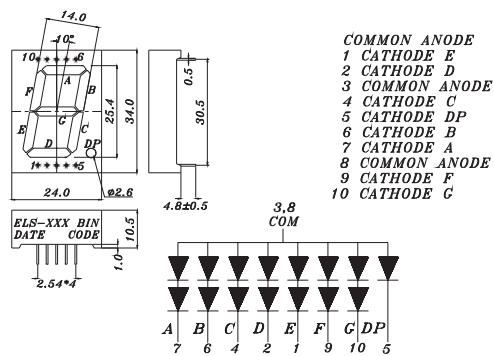 14.0
10°
10 6
A
F B
G
E C
D
DP
1 5
25.4
34.0
24.0
Ø2.6
0.5
30.5
4.8±0.5
COMMON ANODE
1 CATHODE E
2 CATHODE D
3 COMMON ANODE
4 CATHODE C
5 CATHODE DP
6 CATHODE B
7 CATHODE A
8 COMMON ANODE
9 CATHODE F
10 CATHODE G
ELS-XXX BIN
DATE CODE
10.5
1.0
2.54*4
3,8
COM
A B C D E F G DP
7 6 4 2 1 9 10 5